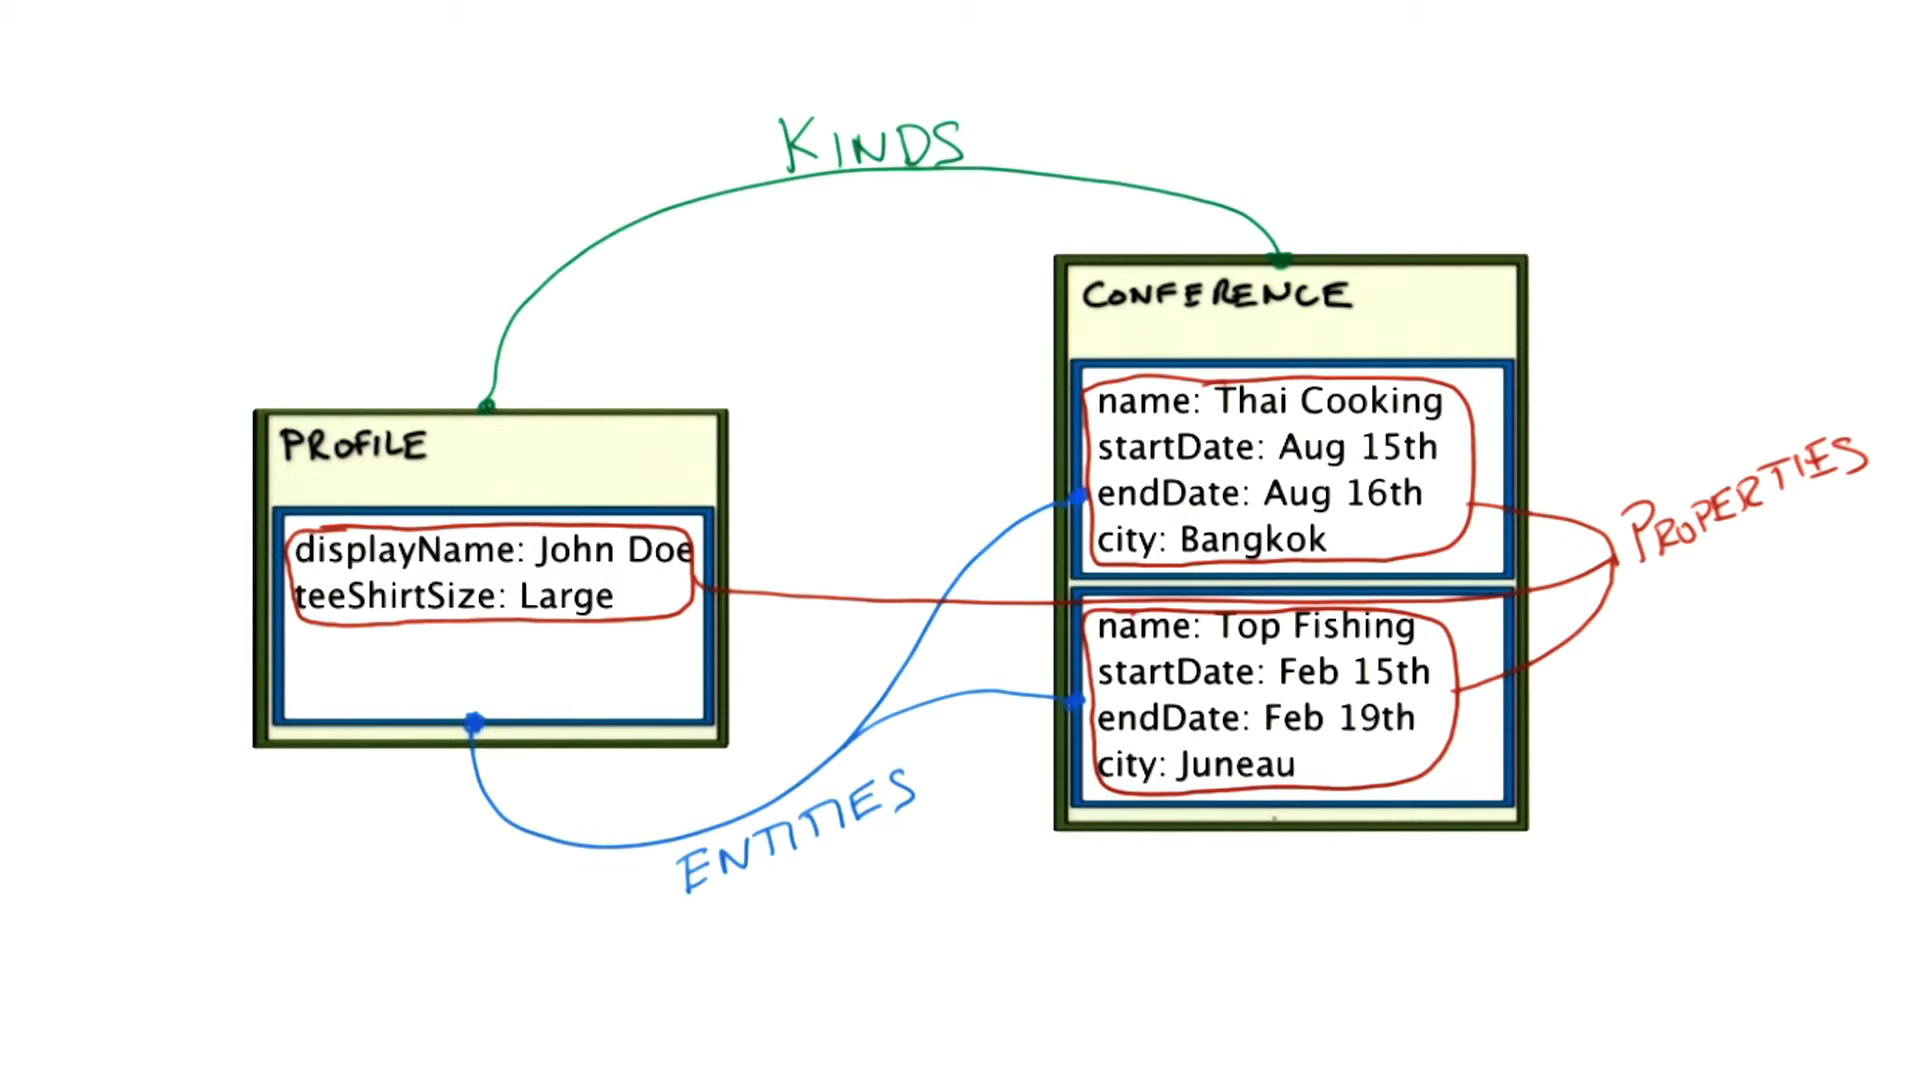 KINDS
CONFERENCE
name: Thai Cooking
startDate: Aug 15th
endDate: Aug 16th
city: Bangkok
name: Top Fishing
startDate: Feb 15th
endDate: Feb 19th
city: Juneau
PROFILE
displayName: John Doe
teeShirtSize: Large
PROPERTIES
ENTITIES